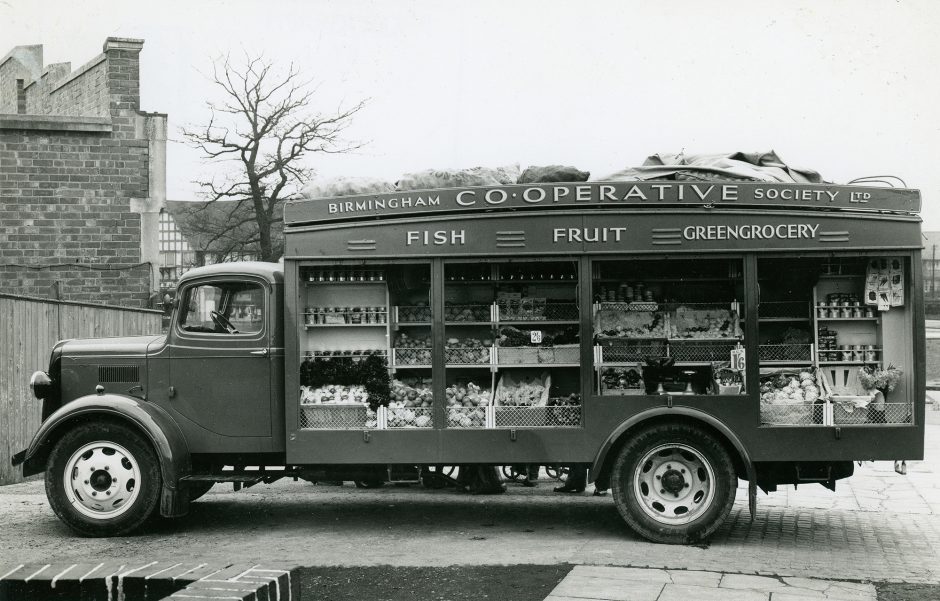 BIRMINGHAM CO·OPERATIVE SOCIETY LTD
FISH FRUIT GREENGROCERY